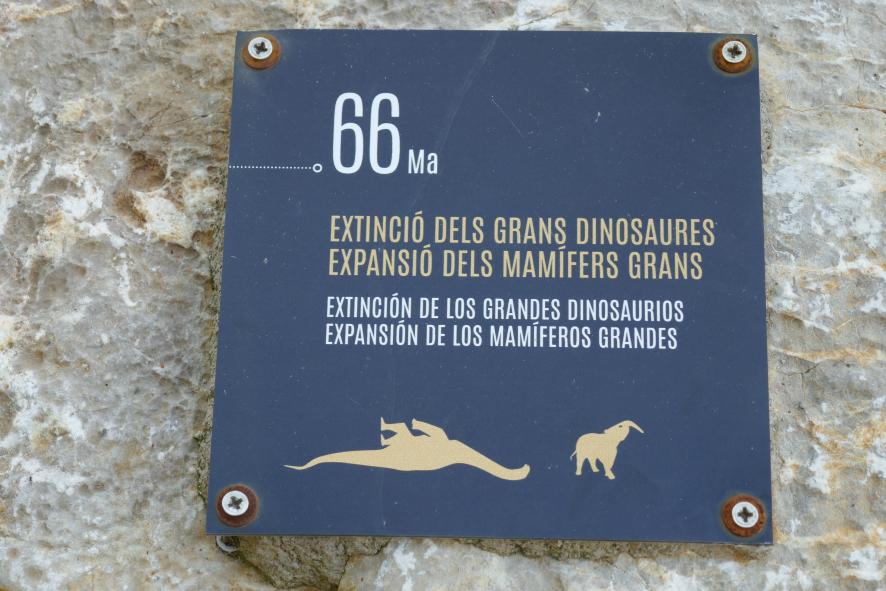 66 Ma
EXTINCIÓ DELS GRANS DINOSAURES
EXPANSIÓ DELS MAMÍFERS GRANS
EXTINCIÓN DE LOS GRANDES DINOSAURIOS
EXPANSIÓN DE LOS MAMÍFEROS GRANDES